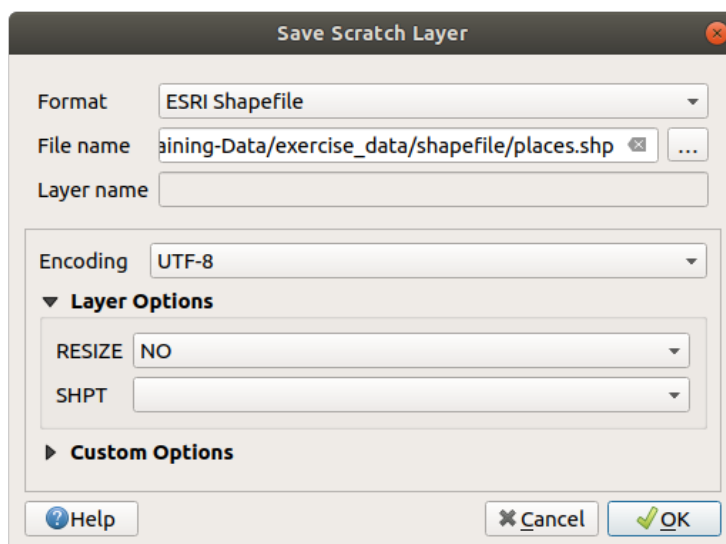 Save Scratch Layer
Format ESRI Shapefile
File name aining-Data/exercise_data/shapefile/places.shp ...
Layer name
Encoding UTF-8
Layer Options
RESIZE NO
SHPT
Custom Options
Help Cancel OK